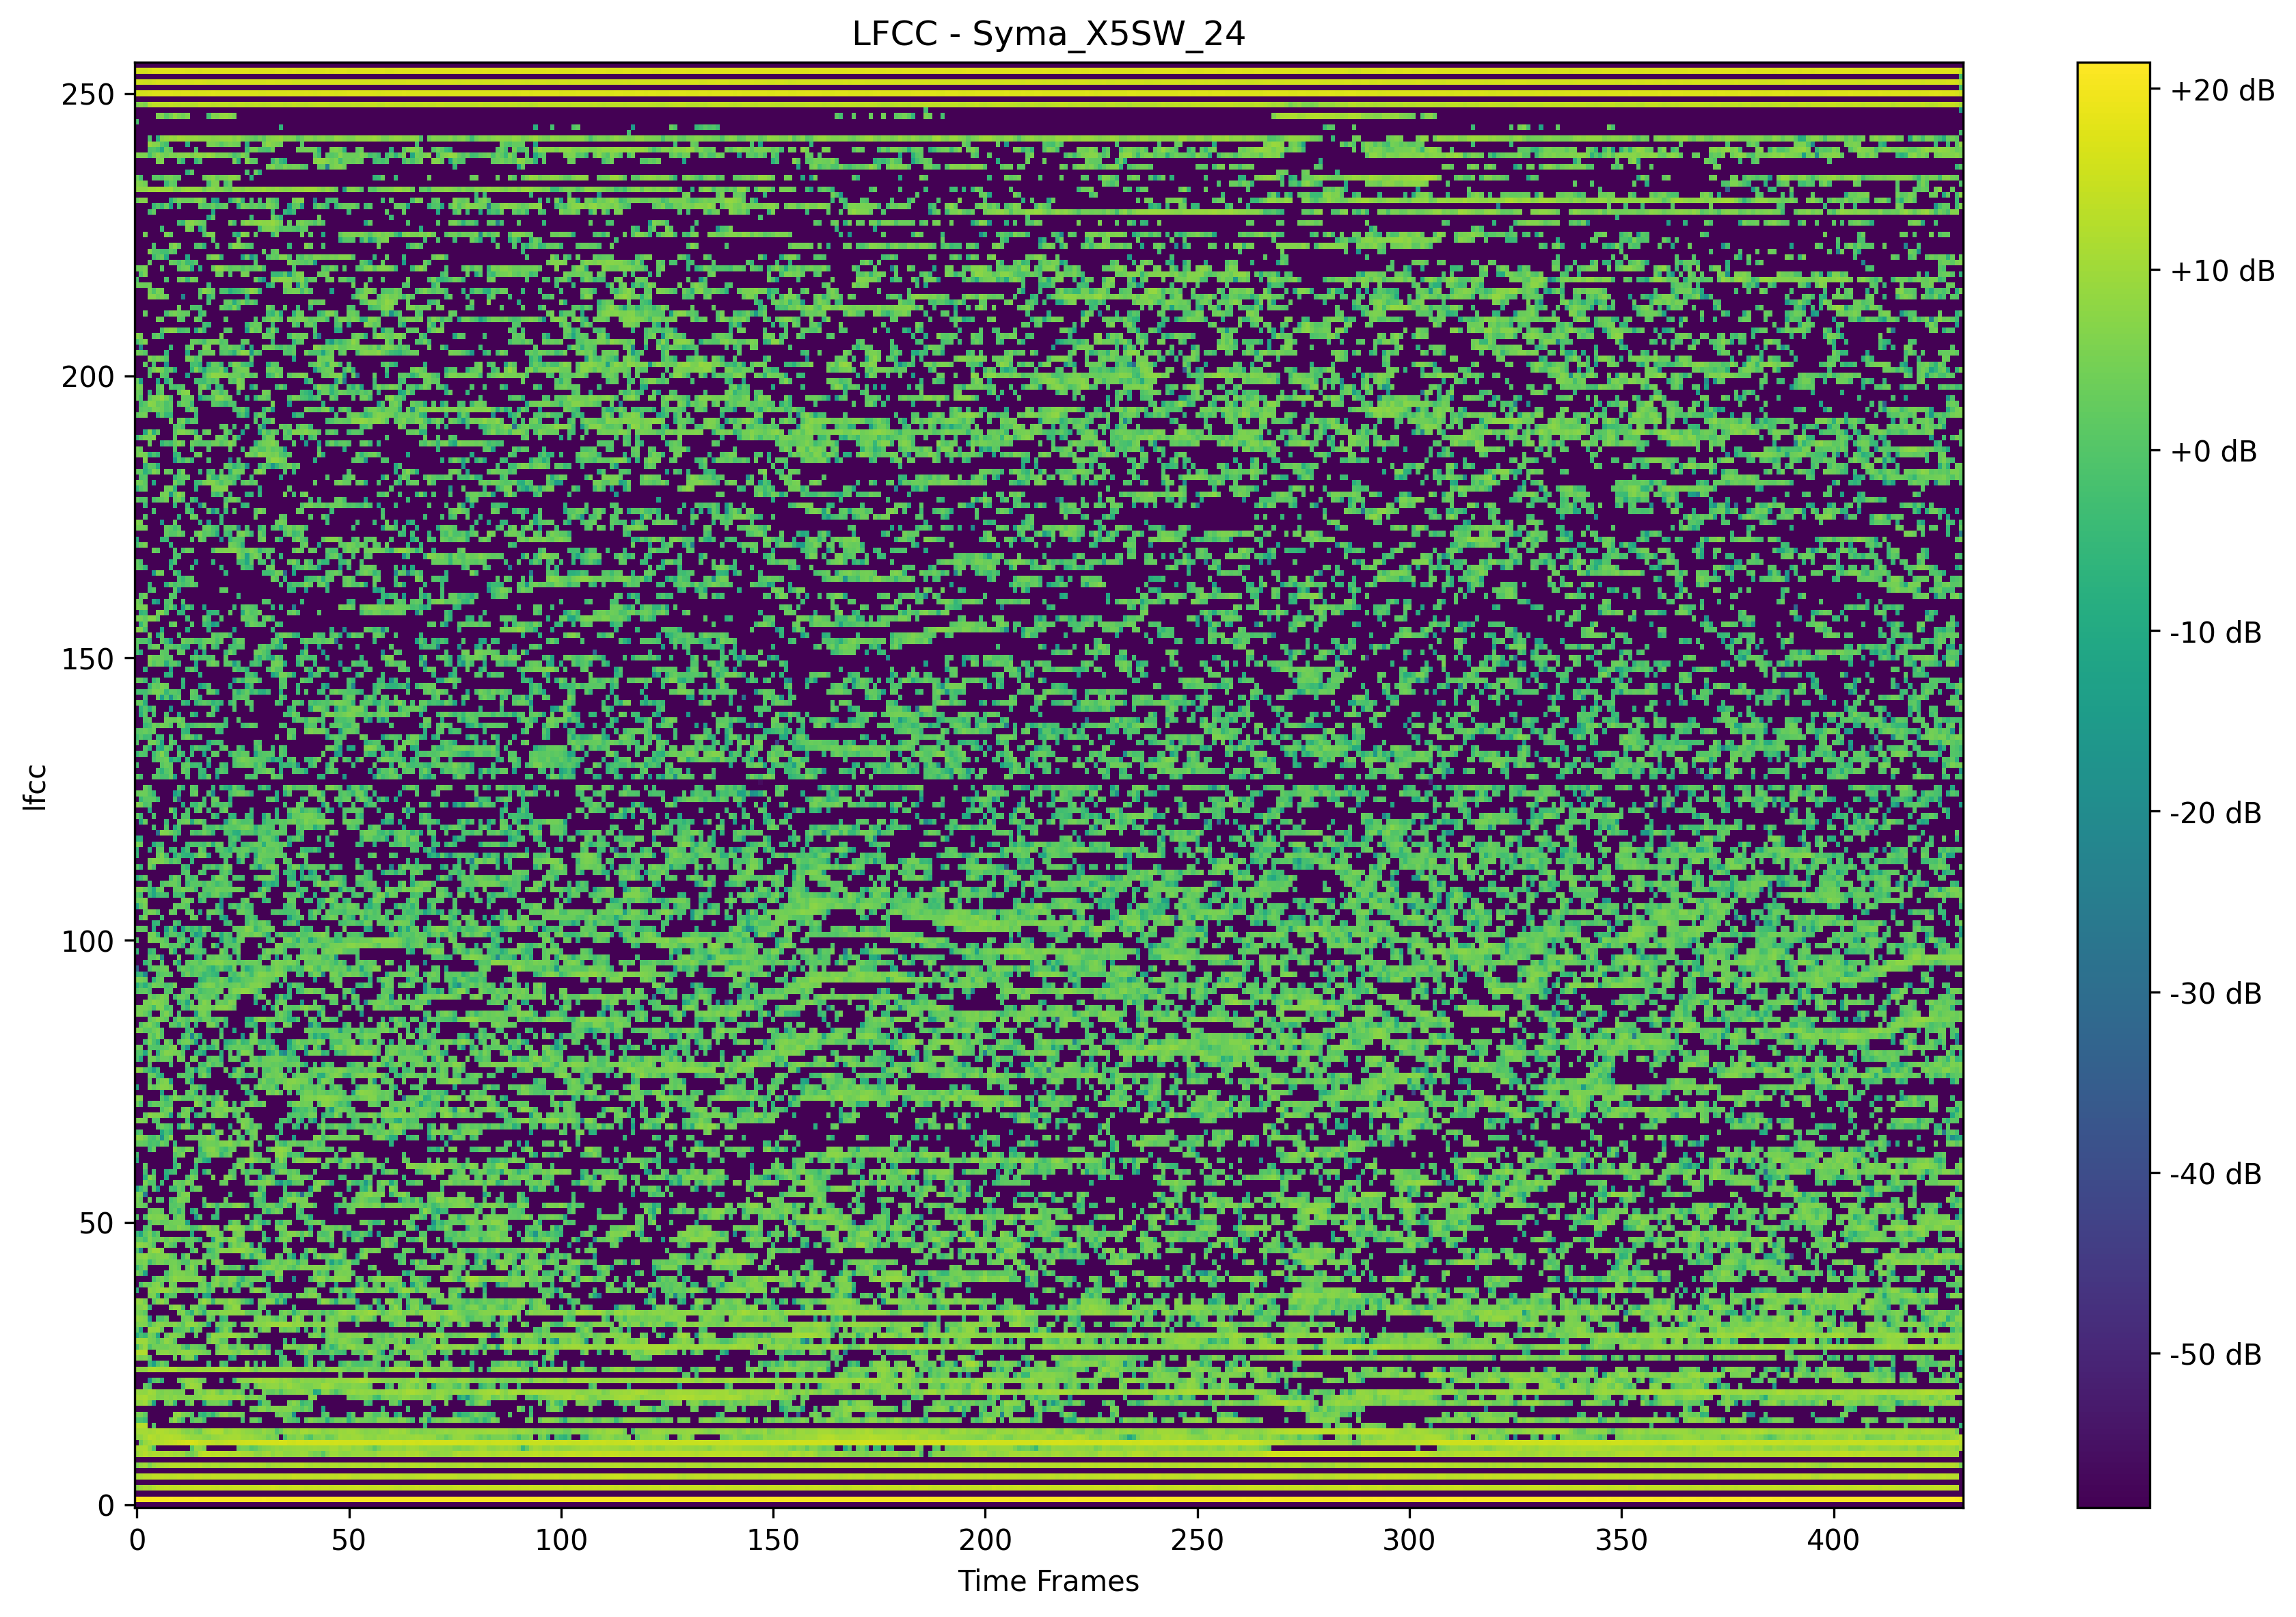 LFCC - Syma_X5SW_24
250
200
150
100
50
0
lfcc
0 50 100 150 200 250 300 350 400
Time Frames
+20 dB
+10 dB
+0 dB
-10 dB
-20 dB
-30 dB
-40 dB
-50 dB